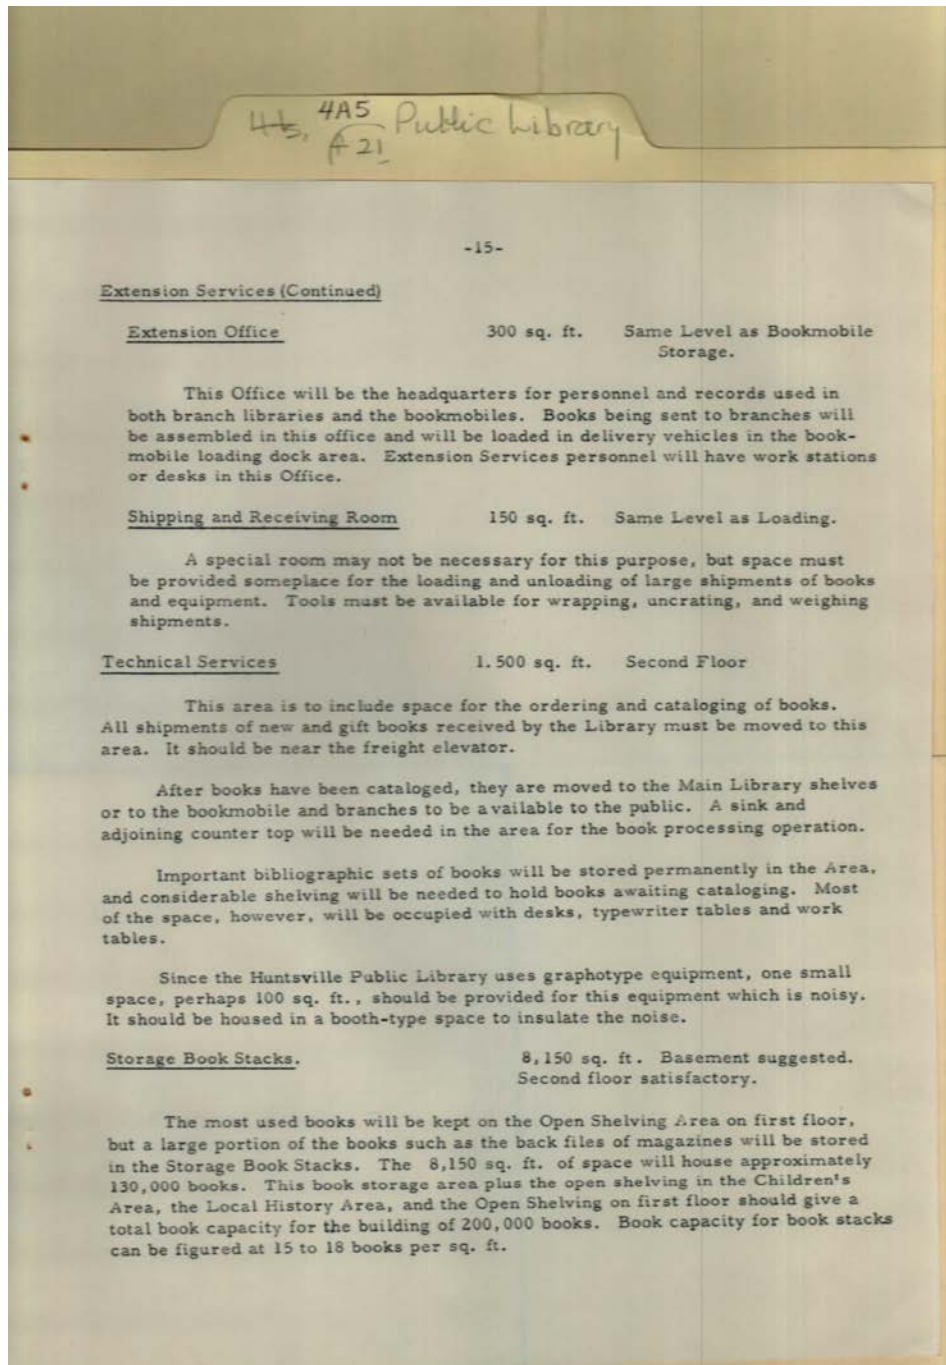 4b, 4A5 Public Library
A 21
-15-
Extension Services (Continued)
Extension Office 300 sq. ft. Same Level as Bookmobile
Storage.
This Office will be the headquarters for personnel and records used in
both branch libraries and the bookmobiles. Books being sent to branches will
be assembled in this office and will be loaded in delivery vehicles in the book-
mobile loading dock area. Extension Services personnel will have work stations
or desks in this Office.
Shipping and Receiving Room 150 sq. ft. Same Level as Loading.
A special room may not be necessary for this purpose, but space must
be provided someplace for the loading and unloading of large shipments of books
and equipment. Tools must be available for wrapping, uncrating, and weighing
shipments.
Technical Services 1.500 sq. ft. Second Floor
This area is to include space for the ordering and cataloging of books.
All shipments of new and gift books received by the Library must be moved to this
area. It should be near the freight elevator.
After books have been cataloged, they are moved to the Main Library shelves
or to the bookmobile and branches to be available to the public. A sink and
adjoining counter top will be needed in the area for the book processing operation.
Important bibliographic sets of books will be stored permanently in the Area,
and considerable shelving will be needed to hold books awaiting cataloging. Most
of the space, however, will be occupied with desks, typewriter tables and work
tables.
Since the Huntsville Public Library uses graphotype equipment, one small
space, perhaps 100 sq. ft., should be provided for this equipment which is noisy.
It should be housed in a booth-type space to insulate the noise.
Storage Book Stacks. 8,150 sq. ft. Basement suggested.
Second floor satisfactory.
The most used books will be kept on the Open Shelving Area on first floor,
but a large portion of the books such as the back files of magazines will be stored
in the Storage Book Stacks. The 8,150 sq. ft. of space will house approximately
130,000 books. This book storage area plus the open shelving in the Children's
Area, the Local History Area, and the Open Shelving on first floor should give a
total book capacity for the building of 200,000 books. Book capacity for book stacks
can be figured at 15 to 18 books per sq. ft.